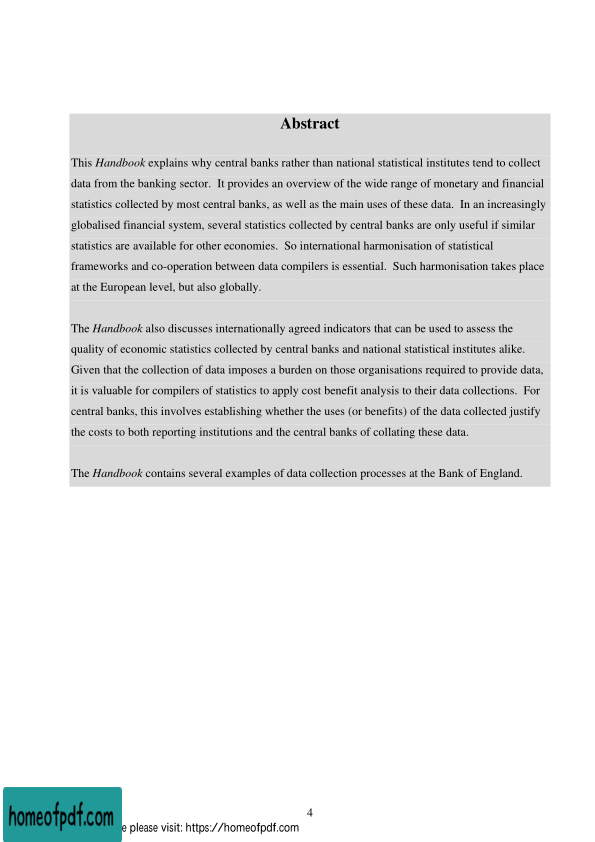 Abstract
This Handbook explains why central banks rather than national statistical institutes tend to collect
data from the banking sector.  It provides an overview of the wide range of monetary and financial
statistics collected by most central banks, as well as the main uses of these data.  In an increasingly
globalised financial system, several statistics collected by central banks are only useful if similar
statistics are available for other economies.  So international harmonisation of statistical
frameworks and co-operation between data compilers is essential.  Such harmonisation takes place
at the European level, but also globally.
The Handbook also discusses internationally agreed indicators that can be used to assess the
quality of economic statistics collected by central banks and national statistical institutes alike.
Given that the collection of data imposes a burden on those organisations required to provide data,
it is valuable for compilers of statistics to apply cost benefit analysis to their data collections.  For
central banks, this involves establishing whether the uses (or benefits) of the data collected justify
the costs to both reporting institutions and the central banks of collating these data.
The Handbook contains several examples of data collection processes at the Bank of England.
4
homeofpdf.com
e please visit: https://homeofpdf.com